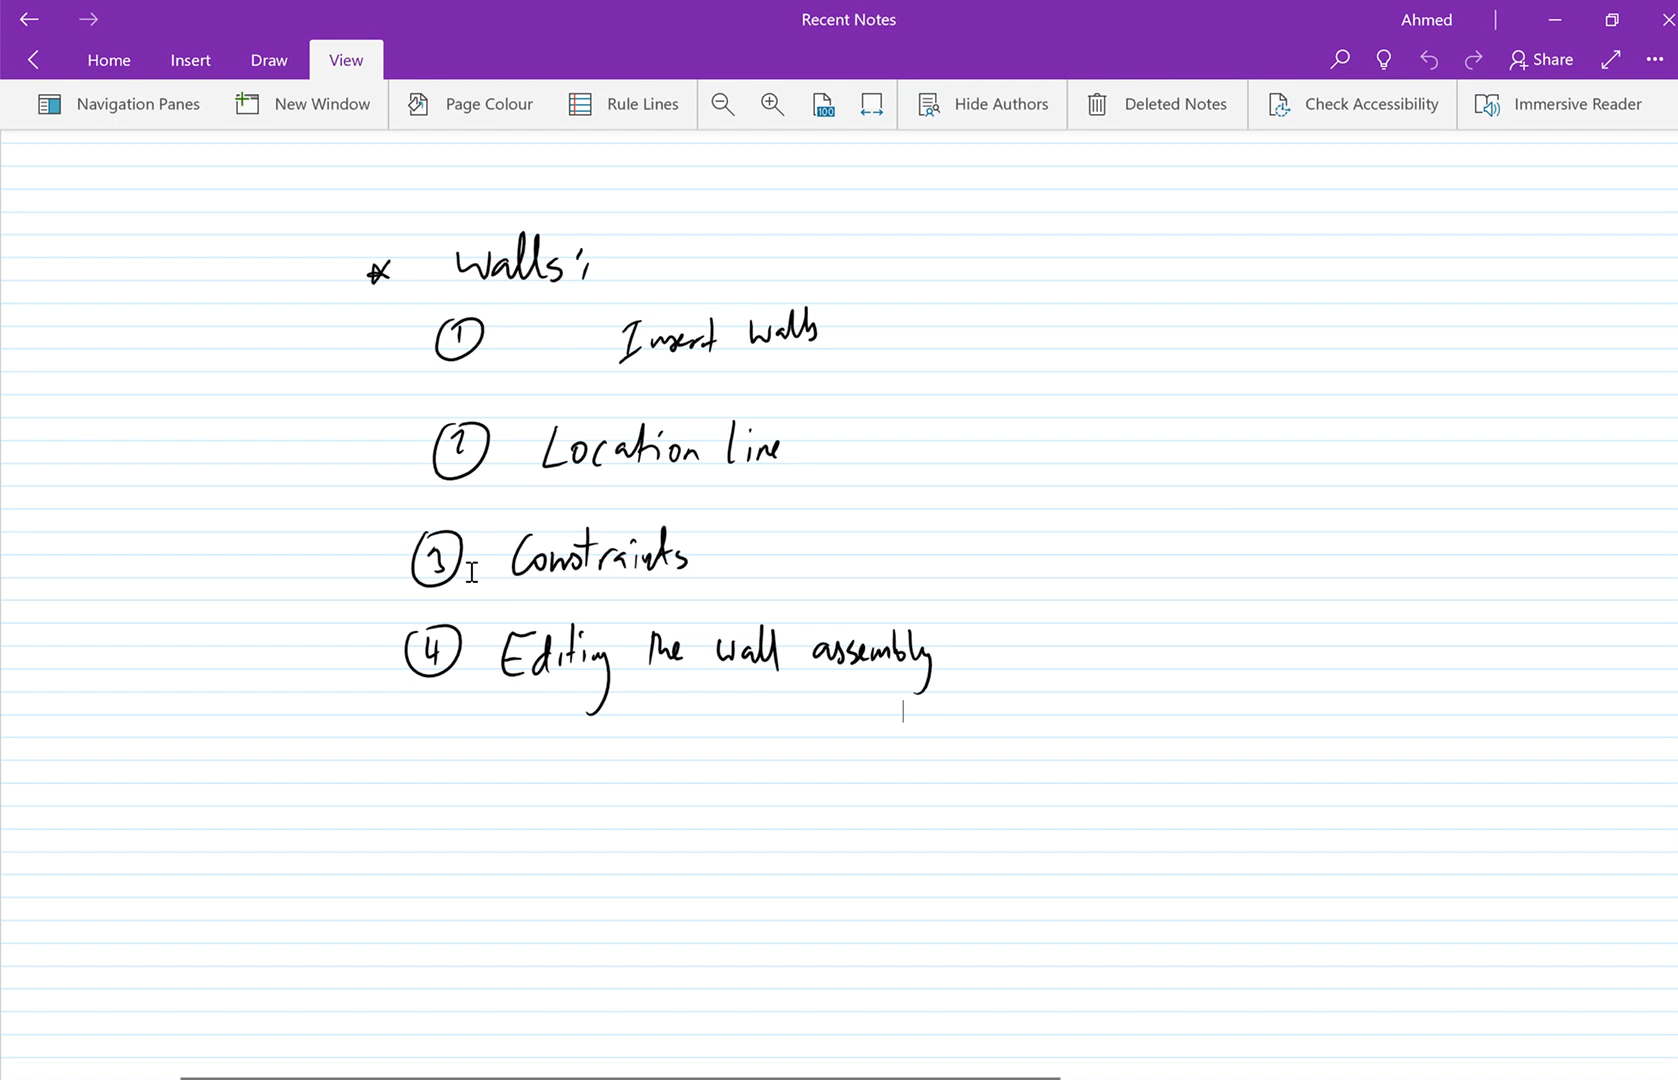 Recent Notes
Ahmed
Home Insert Draw View Share
Navigation Panes New Window Page Colour Rule Lines 100 Hide Authors Deleted Notes Check Accessibility Immersive Reader
* Walls:
① Insert walls
② Location line
③ Constraints
④ Editing the wall assembly